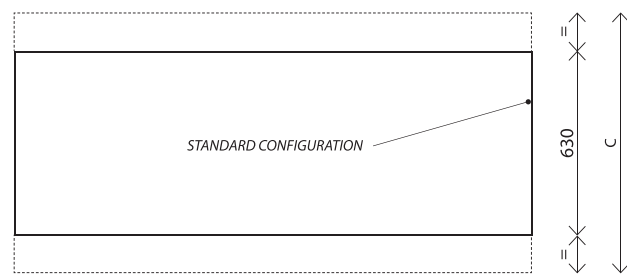 =
STANDARD CONFIGURATION
630
C
=